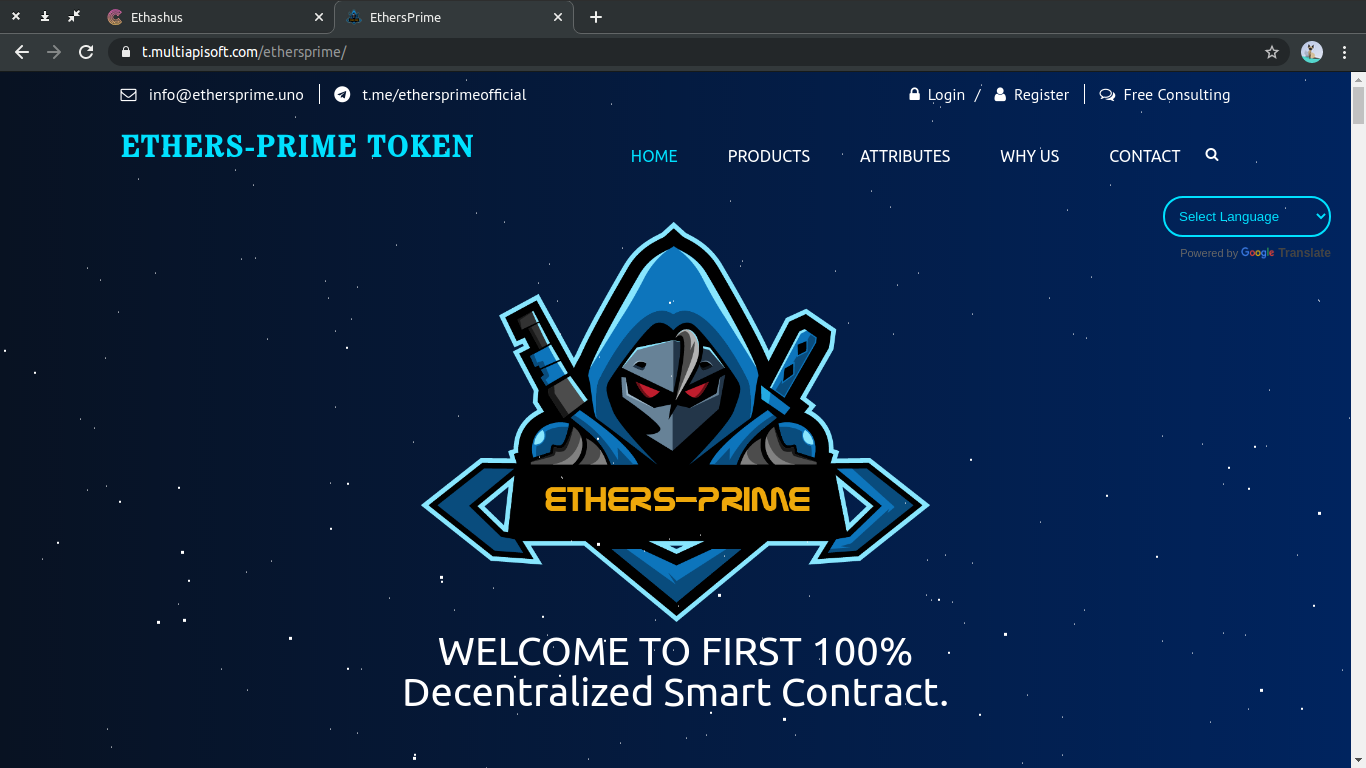 Ethashus
EthersPrime
t.multiapisoft.com/ethersprime/
info@ethersprime.uno
t.me/ethersprimeofficial
Login / Register
Free Consulting
ETHERS-PRIME TOKEN
HOME
PRODUCTS
ATTRIBUTES
WHY US
CONTACT
Select Language
Powered by Google Translate
ETHERS-PRIME
WELCOME TO FIRST 100%
Decentralized Smart Contract.